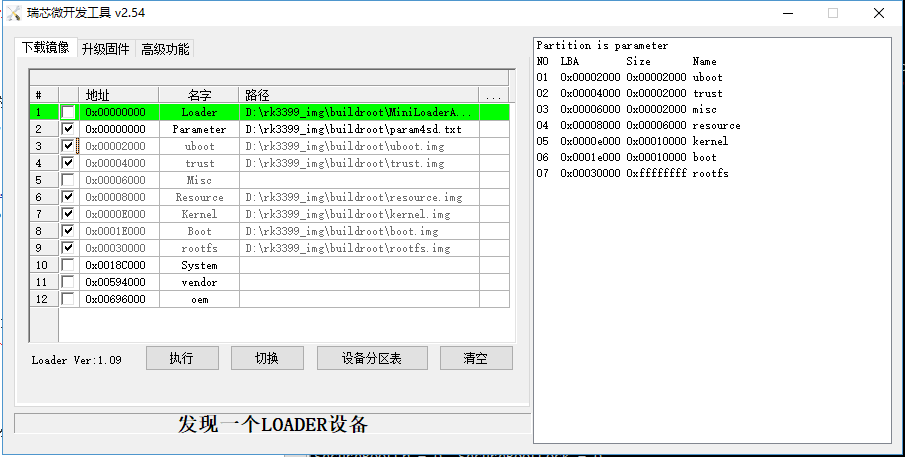 瑞芯微开发工具 v2.54
下载镜像 升级固件 高级功能
# 地址 名字 路径 ...
1 0x00000000 Loader D:\rk3399_img\buildroot\MiniLoaderA...
2 0x00000000 Parameter D:\rk3399_img\buildroot\param4sd.txt
3 0x00002000 uboot D:\rk3399_img\buildroot\uboot.img
4 0x00004000 trust D:\rk3399_img\buildroot\trust.img
5 0x00006000 Misc
6 0x00008000 Resource D:\rk3399_img\buildroot\resource.img
7 0x0000E000 Kernel D:\rk3399_img\buildroot\kernel.img
8 0x0001E000 Boot D:\rk3399_img\buildroot\boot.img
9 0x00030000 rootfs D:\rk3399_img\buildroot\rootfs.img
10 0x0018C000 System
11 0x00594000 vendor
12 0x00696000 oem
Loader Ver:1.09 执行 切换 设备分区表 清空
发现一个LOADER设备
Partition is parameter
NO LBA Size Name
01 0x00002000 0x00002000 uboot
02 0x00004000 0x00002000 trust
03 0x00006000 0x00002000 misc
04 0x00008000 0x00006000 resource
05 0x0000e000 0x00010000 kernel
06 0x0001e000 0x00010000 boot
07 0x00030000 0xffffffff rootfs